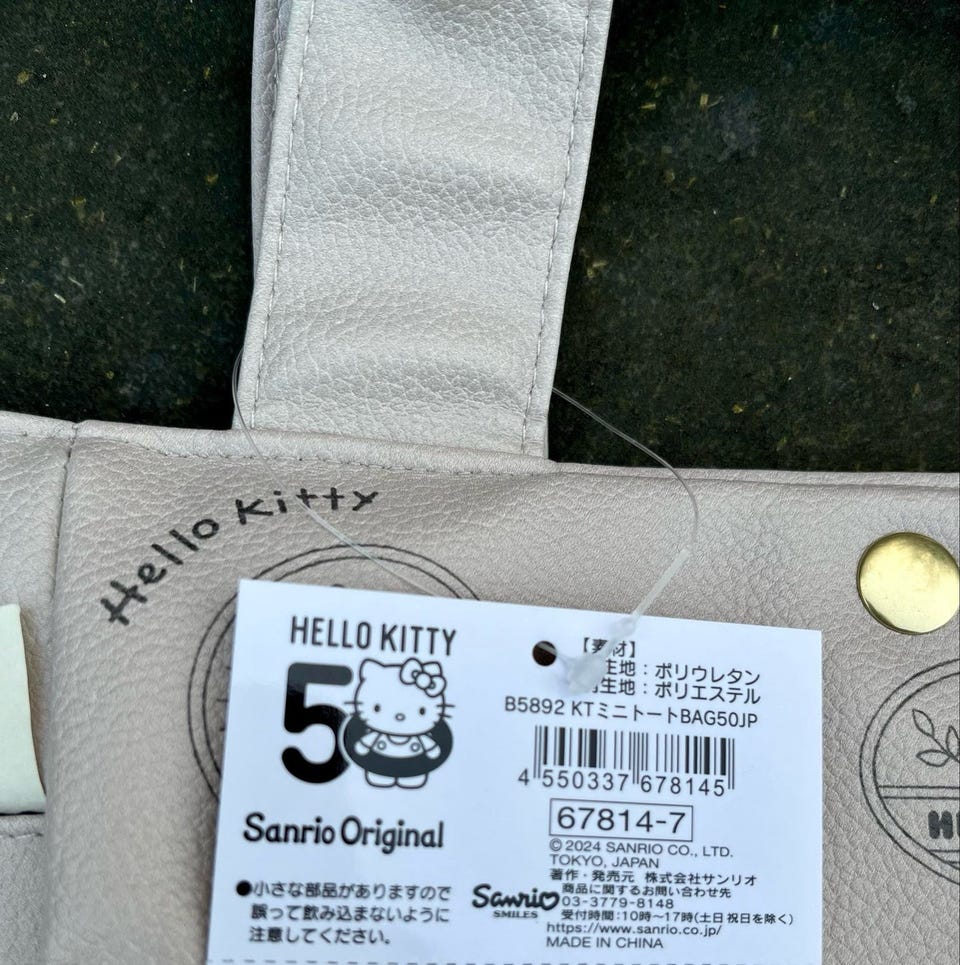 Hello Kitty
HELLO KITTY
50
Sanrio Original
●小さな部品がありますので
誤って飲み込まないように
注意してください。
【素材】
生地：ポリウレタン
生地：ポリエステル
B5892 KTミニトートBAG50JP
4 550337 678145
67814-7
©2024 SANRIO CO., LTD.
TOKYO, JAPAN
著作・発売元 株式会社サンリオ
Sanrio
SMILES
商品に関するお問い合わせ先
03-3779-8148
受付時間：10時〜17時(土日祝日を除く)
https://www.sanrio.co.jp/
MADE IN CHINA